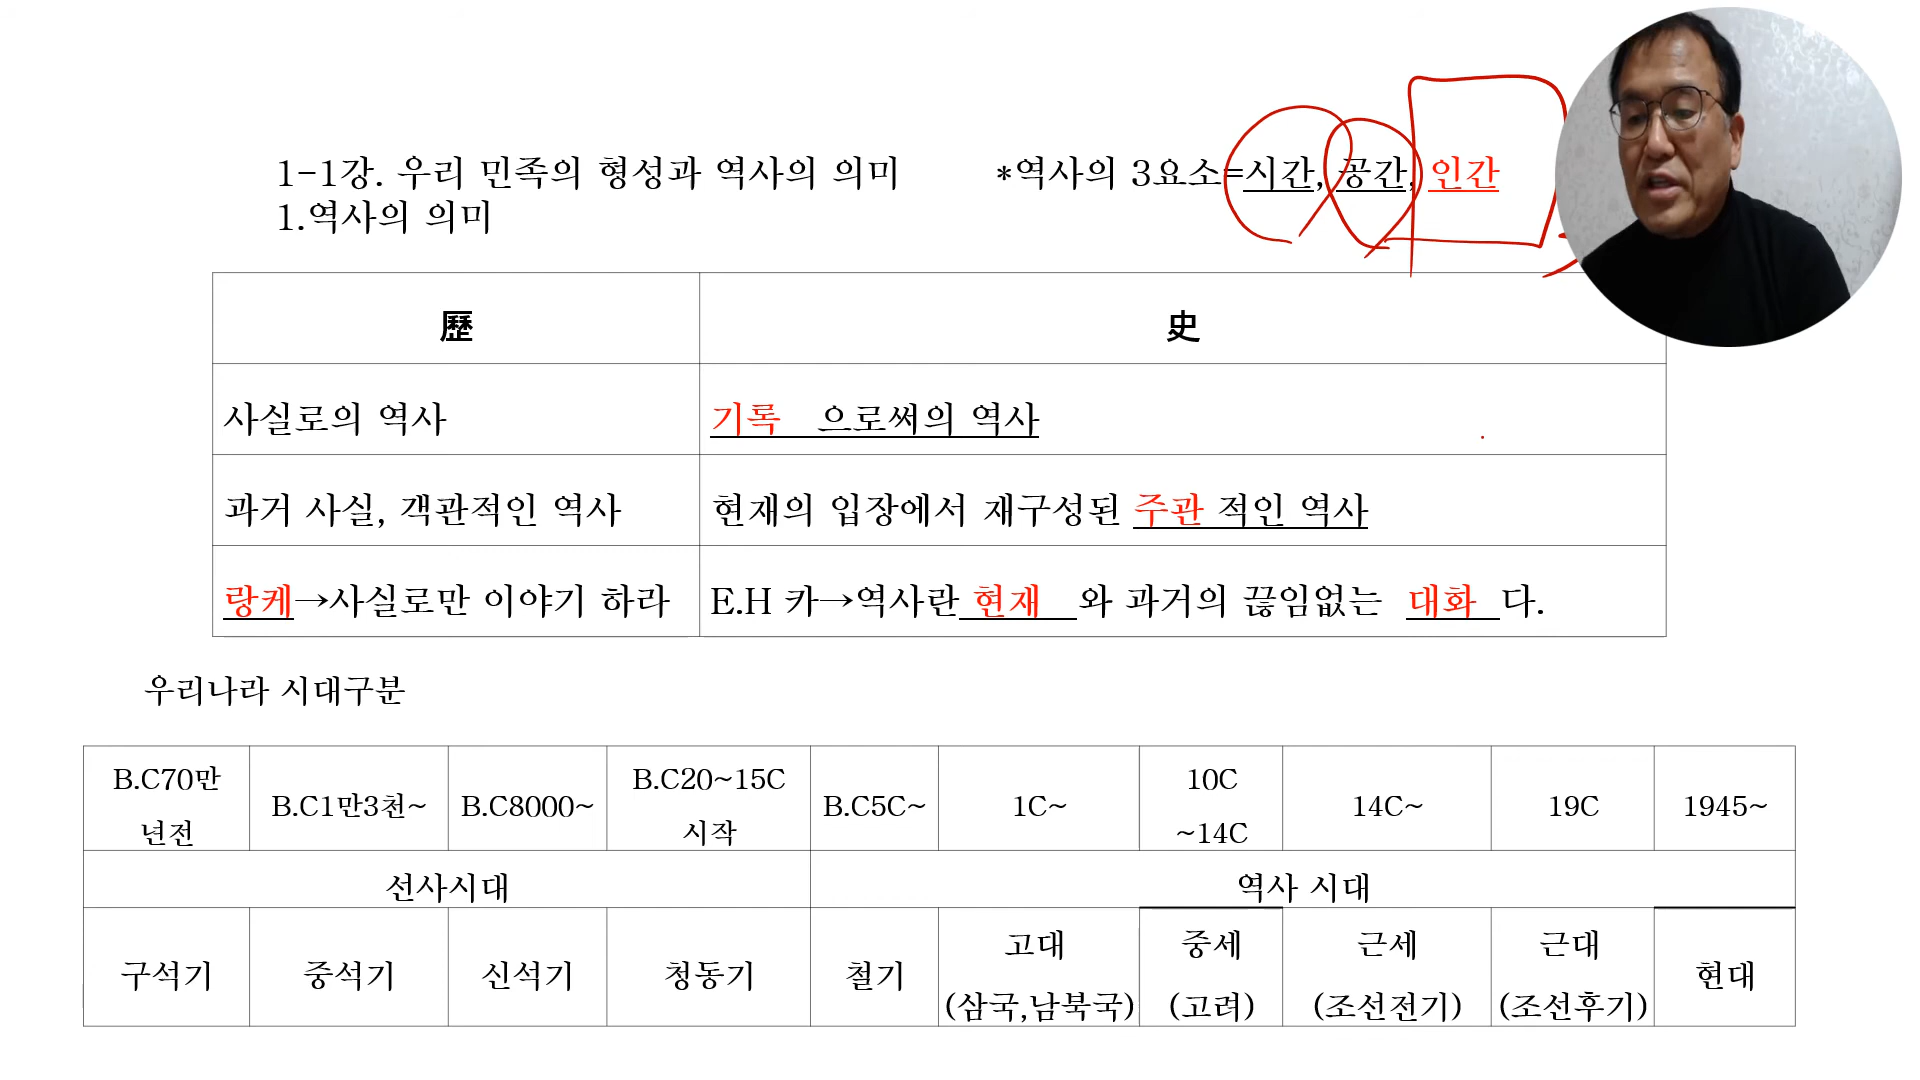 1-1강. 우리 민족의 형성과 역사의 의미 *역사의 3요소=시간, 공간, 인간
1.역사의 의미
歷 史
사실로의 역사 기록 으로써의 역사
과거 사실, 객관적인 역사 현재의 입장에서 재구성된 주관 적인 역사
랑케→사실로만 이야기 하라 E.H 카→역사란 현재 와 과거의 끊임없는 대화 다.
우리나라 시대구분
B.C70만년전 B.C1만3천~ B.C8000~ B.C20~15C 시작 B.C5C~ 1C~ 10C ~14C 14C~ 19C 1945~
선사시대 역사 시대
구석기 중석기 신석기 청동기 철기 고대 (삼국,남북국) 중세 (고려) 근세 (조선전기) 근대 (조선후기) 현대